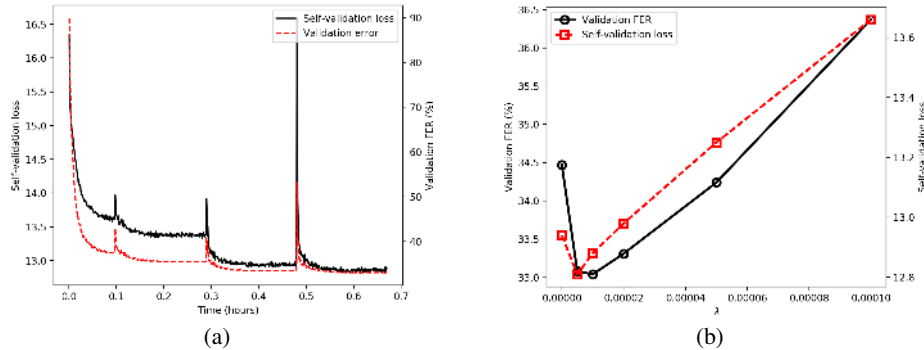 Self-validation loss
Validation error
16.5
16.0
15.5
15.0
14.5
14.0
13.5
13.0
Self-validation loss
90
80
70
60
50
40
Validation FER (%)
0.0 0.1 0.2 0.3 0.4 0.5 0.6 0.7
Time (hours)
(a)
Validation FER
Self-validation loss
36.5
36.0
35.5
35.0
34.5
34.0
33.5
33.0
Validation FER (%)
13.6
13.4
13.2
13.0
12.8
Self-validation loss
0.00000 0.00002 0.00004 0.00006 0.00008 0.00010
λ
(b)